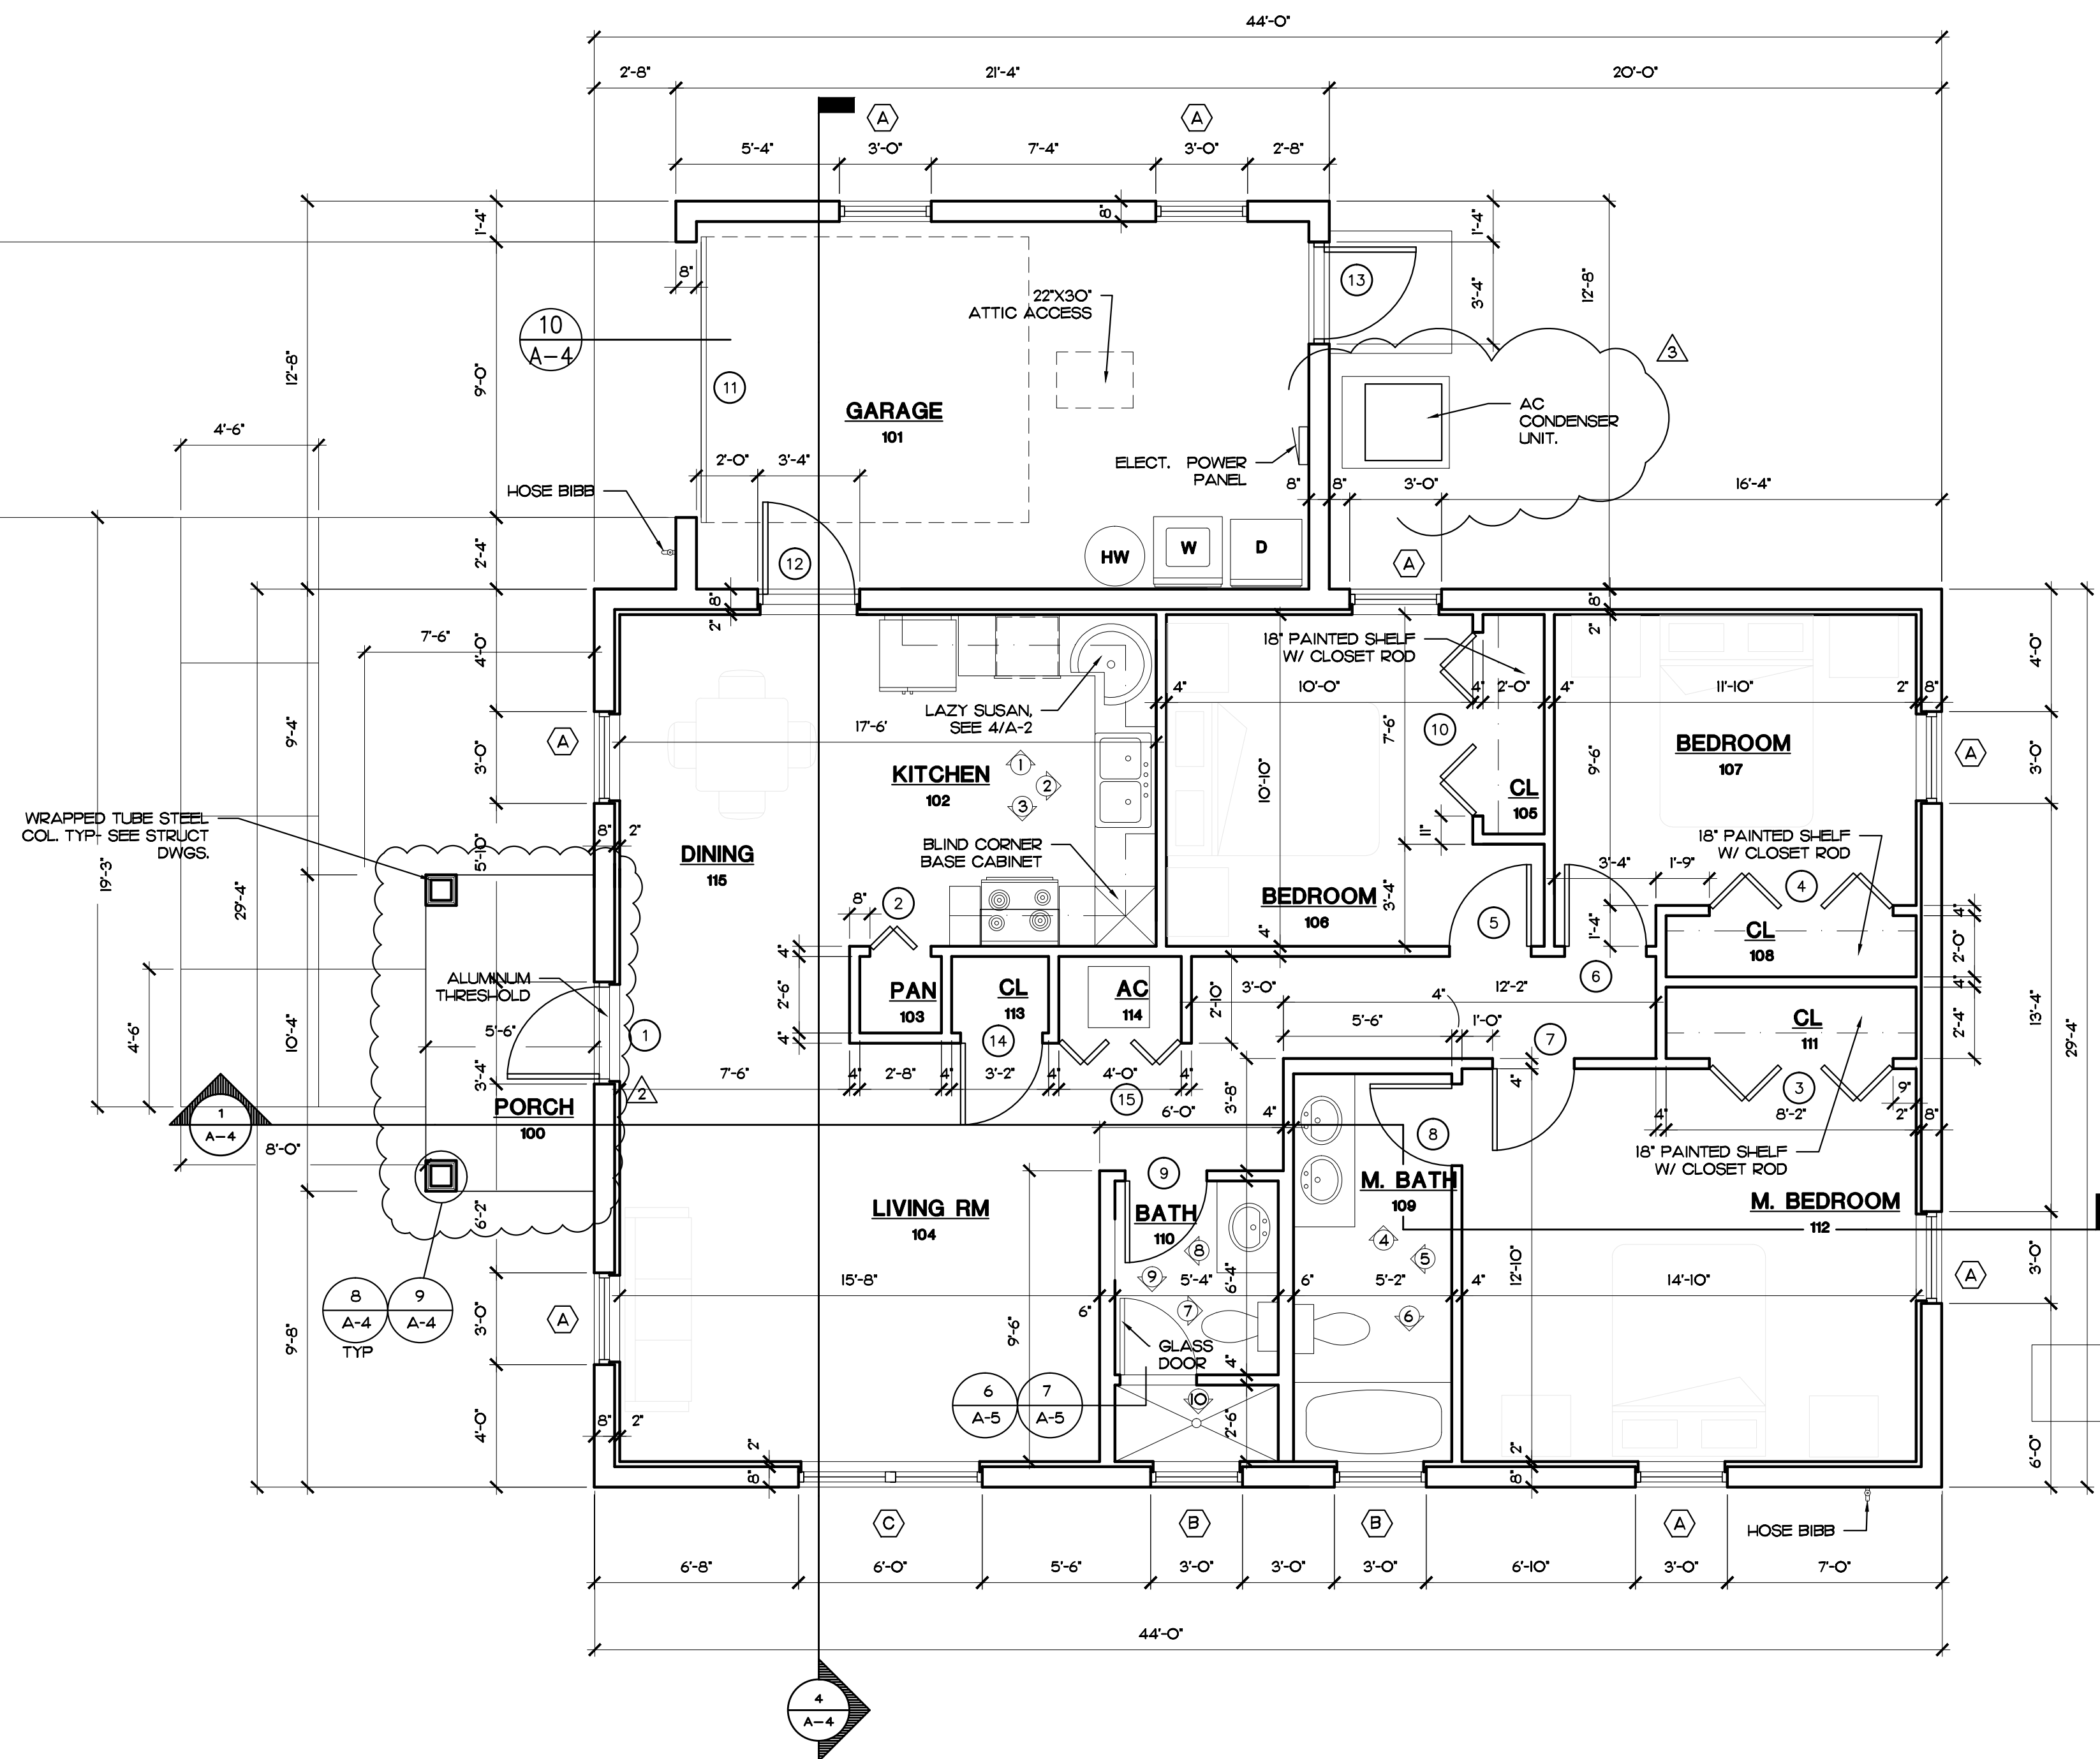 44'-0"
2'-8" 21'-4" 20'-0"
A A
5'-4" 3'-0" 7'-4" 3'-0" 2'-8"
1'-4" 8" 1'-4"
8" 13
10
A-4
22"X30"
ATTIC ACCESS
3'-4" 12'-8"
12'-8" 9'-0" 11
3
GARAGE
101
AC
CONDENSER
UNIT.
4'-6"
2'-0" 3'-4"
ELECT. POWER
PANEL
HOSE BIBB
8" 8" 3'-0" 16'-4"
2'-4" 12 HW W D A
8" 2" 8" 2"
7'-6" 4'-0" 4'-0"
18" PAINTED SHELF
W/ CLOSET ROD
4" 10'-0" 4" 2'-0" 4" 11'-10" 2" 8"
LAZY SUSAN,
SEE 4/A-2
9'-4" 17'-6' 7'-6" 10 9'-6"
A 3'-0" A 3'-0"
BEDROOM
107
KITCHEN
102
1
2
3
10'-10"
CL
105
WRAPPED TUBE STEEL
COL. TYP- SEE STRUCT
DWGS.
5'-10" 8" 2" 11"
18" PAINTED SHELF
W/ CLOSET ROD
BLIND CORNER
BASE CABINET
DINING
115
19'-3" 29'-4" 3'-4" 1'-9" 4
8" 2
BEDROOM
106
3'-4" 5 1'-4" 4"
CL
108
4" 4" 2'-0"
ALUMINUM
THRESHOLD
6
PAN
103
CL
113
AC
114
2'-6" 2'-10" 3'-0" 12'-2" 4"
4'-6" 10'-4" 5'-6" 1 4" 14 5'-6" 4" 1'-0" 7
CL
111
2'-4" 13'-4" 29'-4"
3'-4" 7'-6" 4" 2'-8" 4" 3'-2" 4" 4'-0" 4" 3'-8" 4" 3 9"
2
15
PORCH
100
1
A-4
6'-0" 4" 8 4" 8'-2" 2" 8"
8'-0"
18" PAINTED SHELF
W/ CLOSET ROD
9
M. BATH
109
6'-2"
LIVING RM
104
BATH
110
M. BEDROOM
112
4
8 5
8
A-4
TYP
9
A-4
9 15'-8" 6" 5'-4" 6'-4" 6" 5'-2" 4" 12'-10" 14'-10" 3'-0" A
A 3'-0" 7 6
9'-8" 9'-6"
GLASS
DOOR
4"
6
A-5
7
A-5
10
4'-0" 8" 2" 2'-6" 6'-0"
2" 8" 2" 8"
C B B A
HOSE BIBB
6'-8" 6'-0" 5'-6" 3'-0" 3'-0" 3'-0" 6'-10" 3'-0" 7'-0"
44'-0"
4
A-4